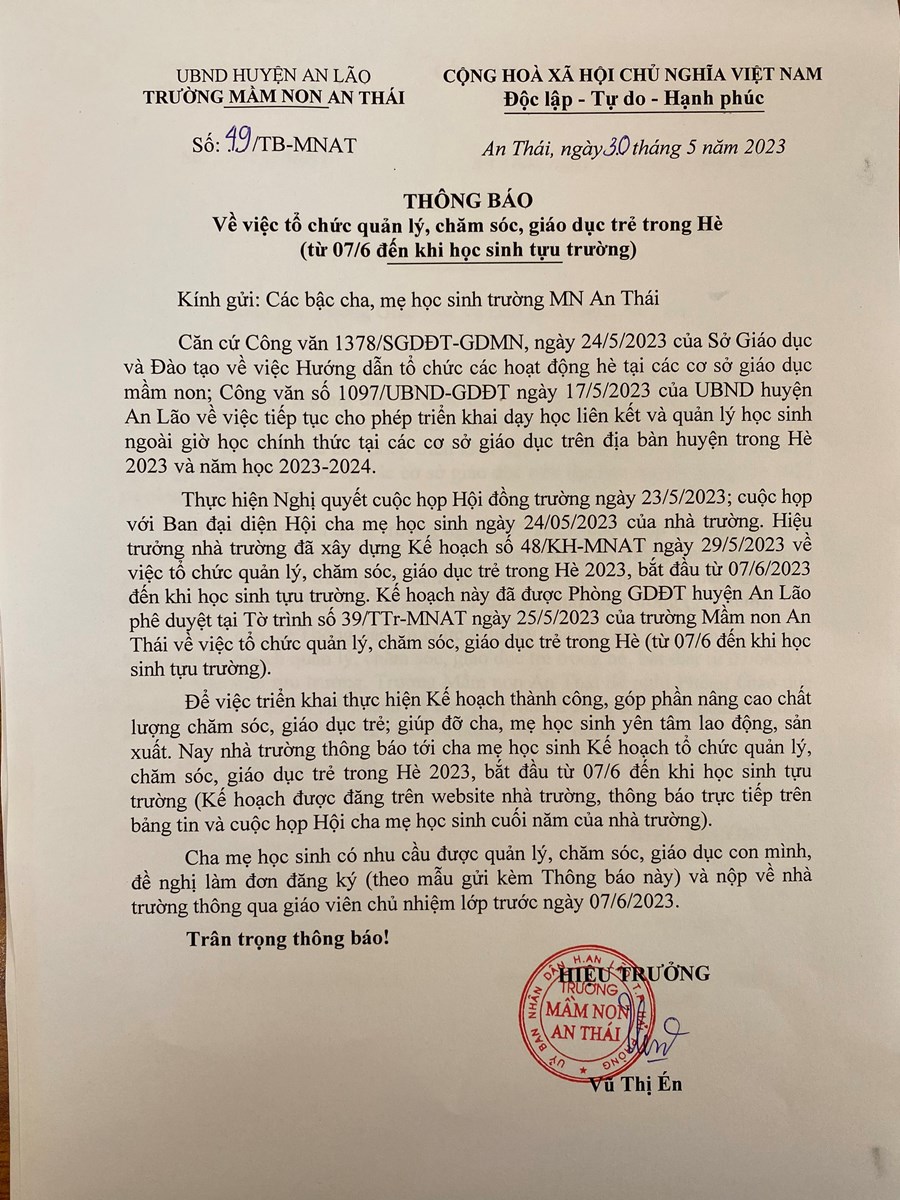 UBND HUYỆN AN LÃO
TRƯỜNG MẦM NON AN THÁI
CỘNG HOÀ XÃ HỘI CHỦ NGHĨA VIỆT NAM
Độc lập - Tự do - Hạnh phúc
Số: 49/TB-MNAT
An Thái, ngày 30 tháng 5 năm 2023
THÔNG BÁO
Về việc tổ chức quản lý, chăm sóc, giáo dục trẻ trong Hè
(từ 07/6 đến khi học sinh tựu trường)
Kính gửi: Các bậc cha, mẹ học sinh trường MN An Thái
Căn cứ Công văn 1378/SGDĐT-GDMN, ngày 24/5/2023 của Sở Giáo dục
và Đào tạo về việc Hướng dẫn tổ chức các hoạt động hè tại các cơ sở giáo dục
mầm non; Công văn số 1097/UBND-GDĐT ngày 17/5/2023 của UBND huyện
An Lão về việc tiếp tục cho phép triển khai dạy học liên kết và quản lý học sinh
ngoài giờ học chính thức tại các cơ sở giáo dục trên địa bàn huyện trong Hè
2023 và năm học 2023-2024.
Thực hiện Nghị quyết cuộc họp Hội đồng trường ngày 23/5/2023; cuộc họp
với Ban đại diện Hội cha mẹ học sinh ngày 24/05/2023 của nhà trường. Hiệu
trưởng nhà trường đã xây dựng Kế hoạch số 48/KH-MNAT ngày 29/5/2023 về
việc tổ chức quản lý, chăm sóc, giáo dục trẻ trong Hè 2023, bắt đầu từ 07/6/2023
đến khi học sinh tựu trường. Kế hoạch này đã được Phòng GDĐT huyện An Lão
phê duyệt tại Tờ trình số 39/TTr-MNAT ngày 25/5/2023 của trường Mầm non An
Thái về việc tổ chức quản lý, chăm sóc, giáo dục trẻ trong Hè (từ 07/6 đến khi học
sinh tựu trường).
Để việc triển khai thực hiện Kế hoạch thành công, góp phần nâng cao chất
lượng chăm sóc, giáo dục trẻ; giúp đỡ cha, mẹ học sinh yên tâm lao động, sản
xuất. Nay nhà trường thông báo tới cha mẹ học sinh Kế hoạch tổ chức quản lý,
chăm sóc, giáo dục trẻ trong Hè 2023, bắt đầu từ 07/6 đến khi học sinh tựu
trường (Kế hoạch được đăng trên website nhà trường, thông báo trực tiếp trên
bảng tin và cuộc họp Hội cha mẹ học sinh cuối năm của nhà trường).
Cha mẹ học sinh có nhu cầu được quản lý, chăm sóc, giáo dục con mình,
đề nghị làm đơn đăng ký (theo mẫu gửi kèm Thông báo này) và nộp về nhà
trường thông qua giáo viên chủ nhiệm lớp trước ngày 07/6/2023.
Trân trọng thông báo!
HIỆU TRƯỞNG
UỶ BAN NHÂN DÂN H.AN LÃO T.P HẢI PHÒNG
TRƯỜNG
MẦM NON
AN THÁI
Vũ Thị Én